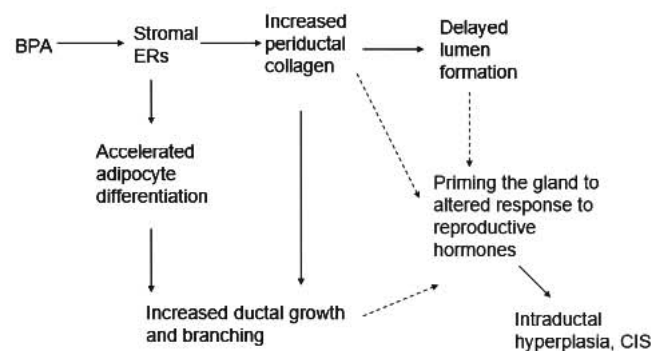 BPA
Stromal
ERs
Increased
periductal
collagen
Delayed
lumen
formation
Accelerated
adipocyte
differentiation
Priming the gland to
altered response to
reproductive
hormones
Increased ductal growth
and branching
Intraductal
hyperplasia, CIS